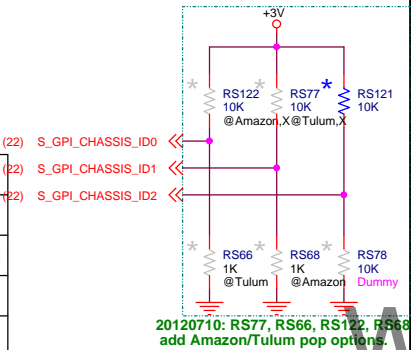 +3V
* * *
RS122 RS77 RS121
10K 10K 10K
@Amazon,X@Tulum,X
(22) S_GPI_CHASSIS_ID0
(22) S_GPI_CHASSIS_ID1
(22) S_GPI_CHASSIS_ID2
* * *
RS66 RS68 RS78
1K 1K 10K
@Tulum @Amazon Dummy
20120710: RS77, RS66, RS122, RS68
add Amazon/Tulum pop options.